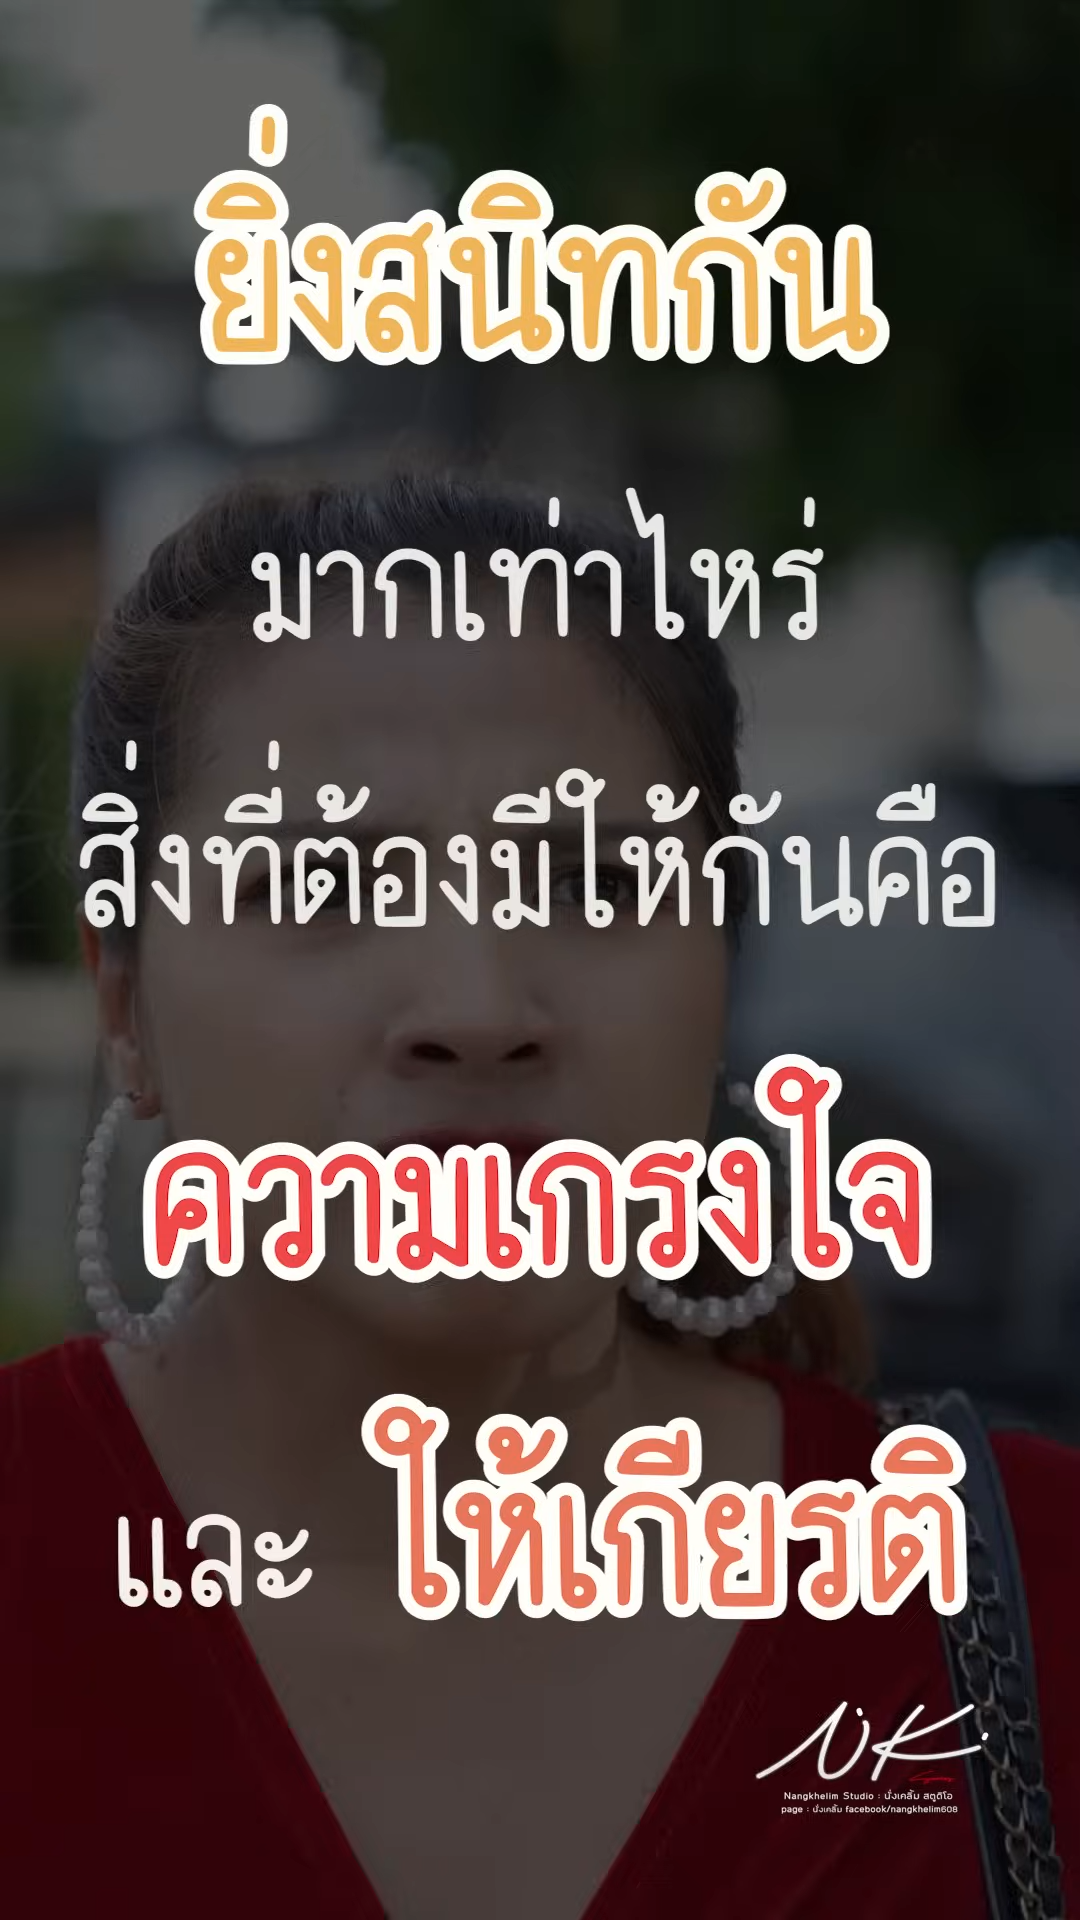 ยิ่งสนิทกัน
มากเท่าไหร่
สิ่งที่ต้องมีให้กันคือ
ความเกรงใจ
และ ให้เกียรติ
NK.
Nangkhelim Studio : นั่งเคลิ้ม สตูดิโอ
page : นั่งเคลิ้ม facebook/nangkhelim608